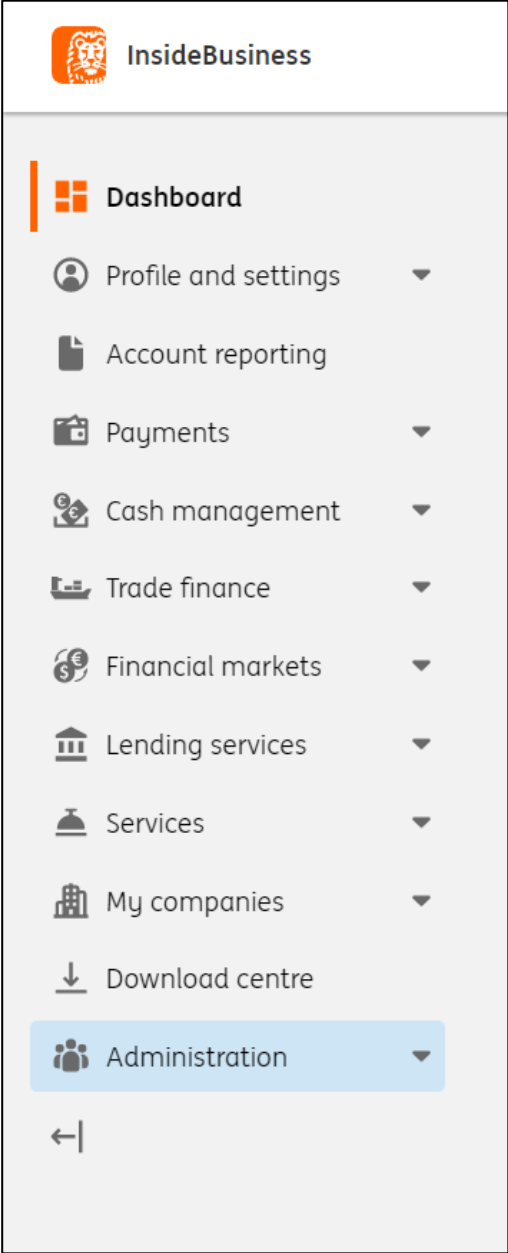 InsideBusiness
Dashboard
Profile and settings
Account reporting
Payments
Cash management
Trade finance
Financial markets
Lending services
Services
My companies
Download centre
Administration